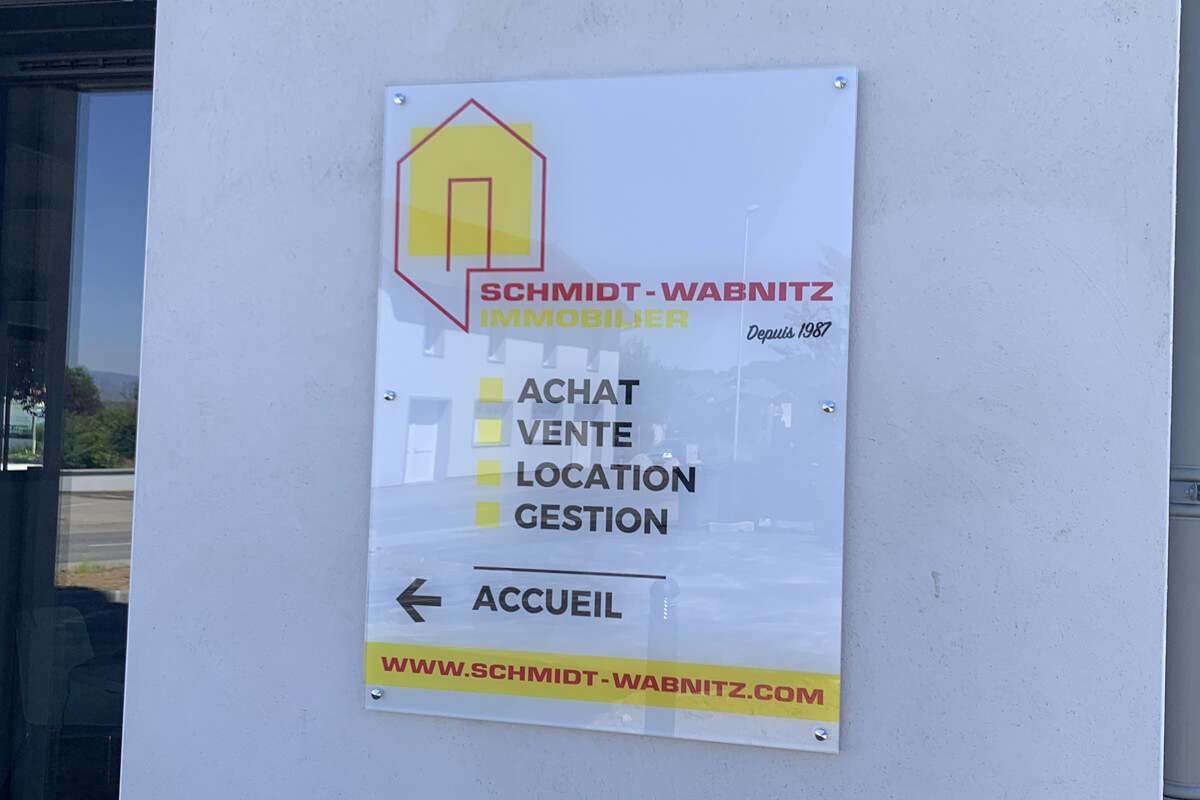 SCHMIDT-WABNITZ
IMMOBILIER
Depuis 1987
ACHAT
VENTE
LOCATION
GESTION
ACCUEIL
WWW.SCHMIDT-WABNITZ.COM